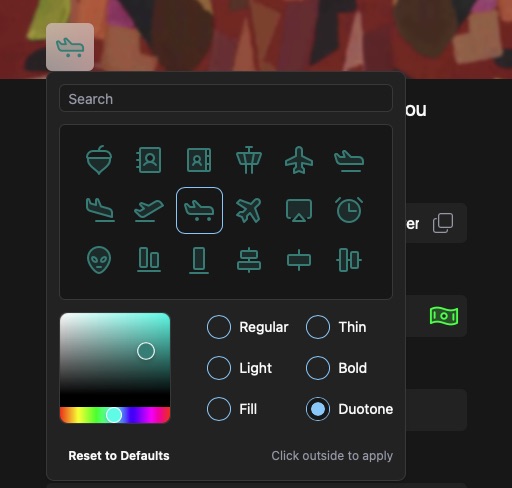 Search
ou
er
Regular
Thin
Light
Bold
Fill
Duotone
Reset to Defaults
Click outside to apply